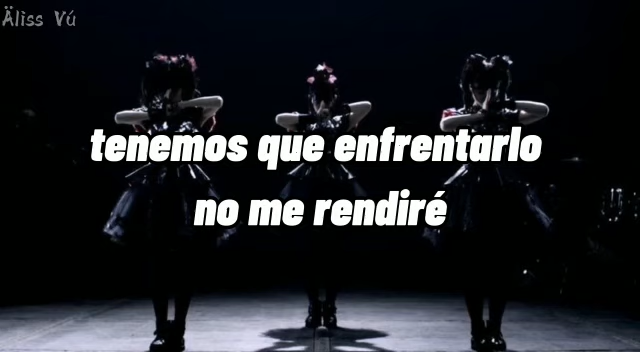 Äliss Vú
tenemos que enfrentarlo
no me rendiré